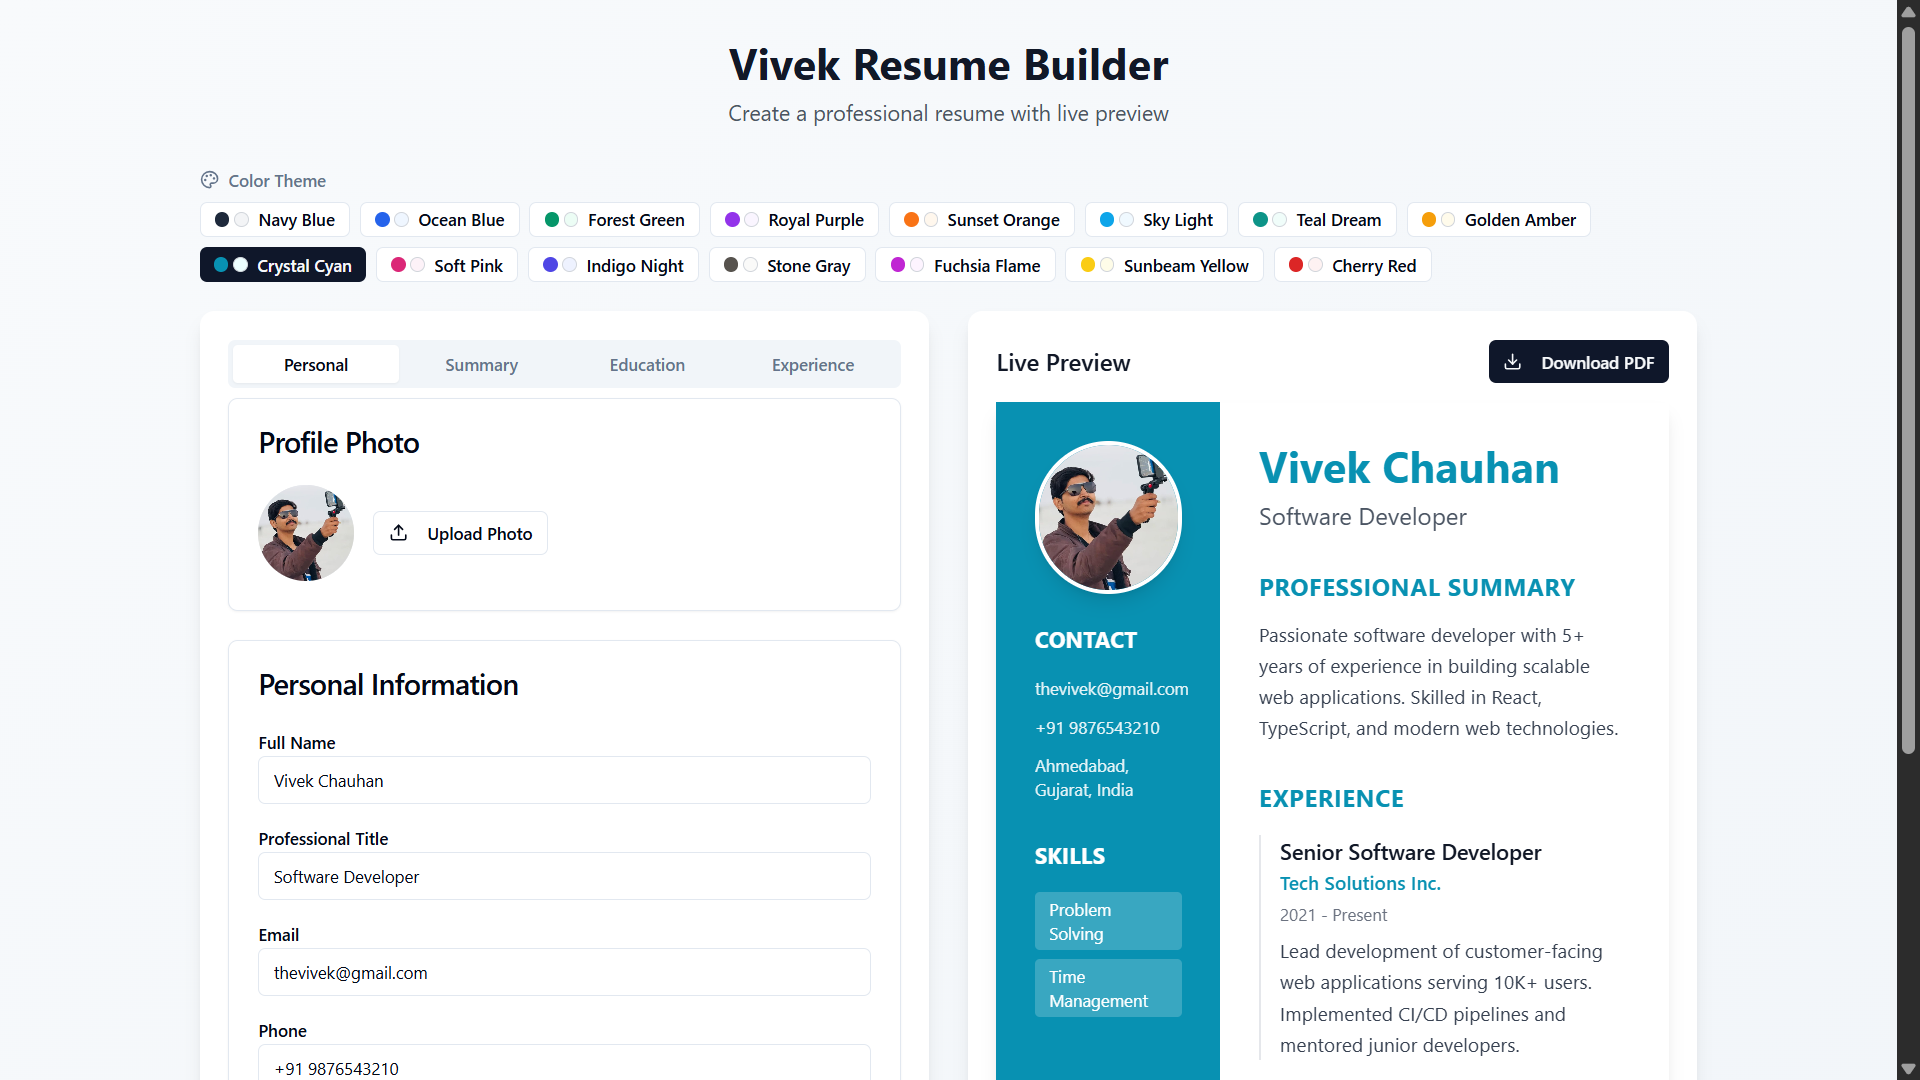 Vivek Resume Builder
Create a professional resume with live preview
Color Theme
Navy Blue
Ocean Blue
Forest Green
Royal Purple
Sunset Orange
Sky Light
Teal Dream
Golden Amber
Crystal Cyan
Soft Pink
Indigo Night
Stone Gray
Fuchsia Flame
Sunbeam Yellow
Cherry Red
Personal
Summary
Education
Experience
Profile Photo
Upload Photo
Personal Information
Full Name
Vivek Chauhan
Professional Title
Software Developer
Email
thevivek@gmail.com
Phone
+91 9876543210
Live Preview
Download PDF
CONTACT
thevivek@gmail.com
+91 9876543210
Ahmedabad,
Gujarat, India
SKILLS
Problem
Solving
Time
Management
Vivek Chauhan
Software Developer
PROFESSIONAL SUMMARY
Passionate software developer with 5+
years of experience in building scalable
web applications. Skilled in React,
TypeScript, and modern web technologies.
EXPERIENCE
Senior Software Developer
Tech Solutions Inc.
2021 - Present
Lead development of customer-facing
web applications serving 10K+ users.
Implemented CI/CD pipelines and
mentored junior developers.